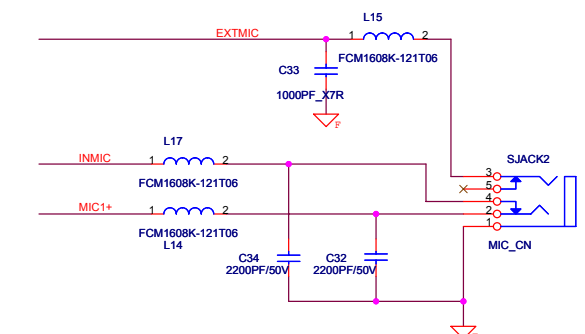 L15
EXTMIC
1 2
FCM1608K-121T06
C33
1000PF_X7R
F
L17
INMIC
1 2
FCM1608K-121T06
MIC1+
1 2
FCM1608K-121T06
L14
SJACK2
3
5
4
2
1
MIC_CN
C34
2200PF/50V
C32
2200PF/50V